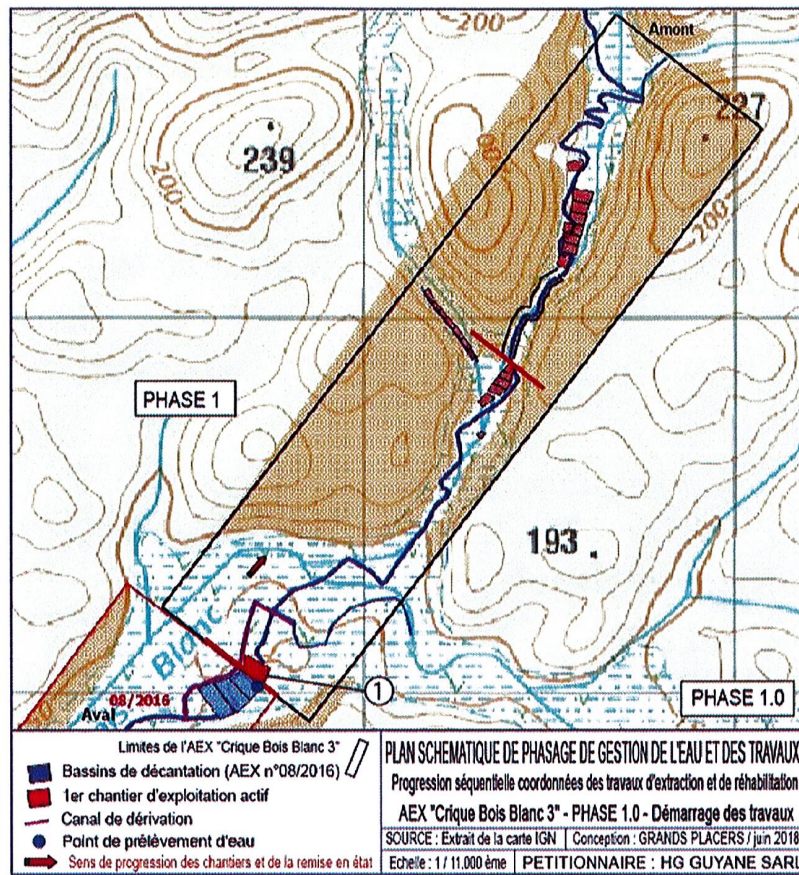 200
Amont
227
239
200
200
200
PHASE 1
193
Blanc
08/2016
Aval
1
PHASE 1.0
Limites de l'AEX "Crique Bois Blanc 3"
Bassins de décantation (AEX n°08/2016)
1er chantier d'exploitation actif
Canal de dérivation
Point de prélèvement d'eau
Sens de progression des chantiers et de la remise en état
PLAN SCHEMATIQUE DE PHASAGE DE GESTION DE L'EAU ET DES TRAVAUX
Progression séquentielle coordonnées des travaux d'extraction et de réhabilitation
AEX "Crique Bois Blanc 3" - PHASE 1.0 - Démarrage des travaux
SOURCE : Extrait de la carte IGN
Conception : GRANDS PLACERS / juin 2018
Echelle : 1 / 11,000 ème
PETITIONNAIRE : HG GUYANE SARL